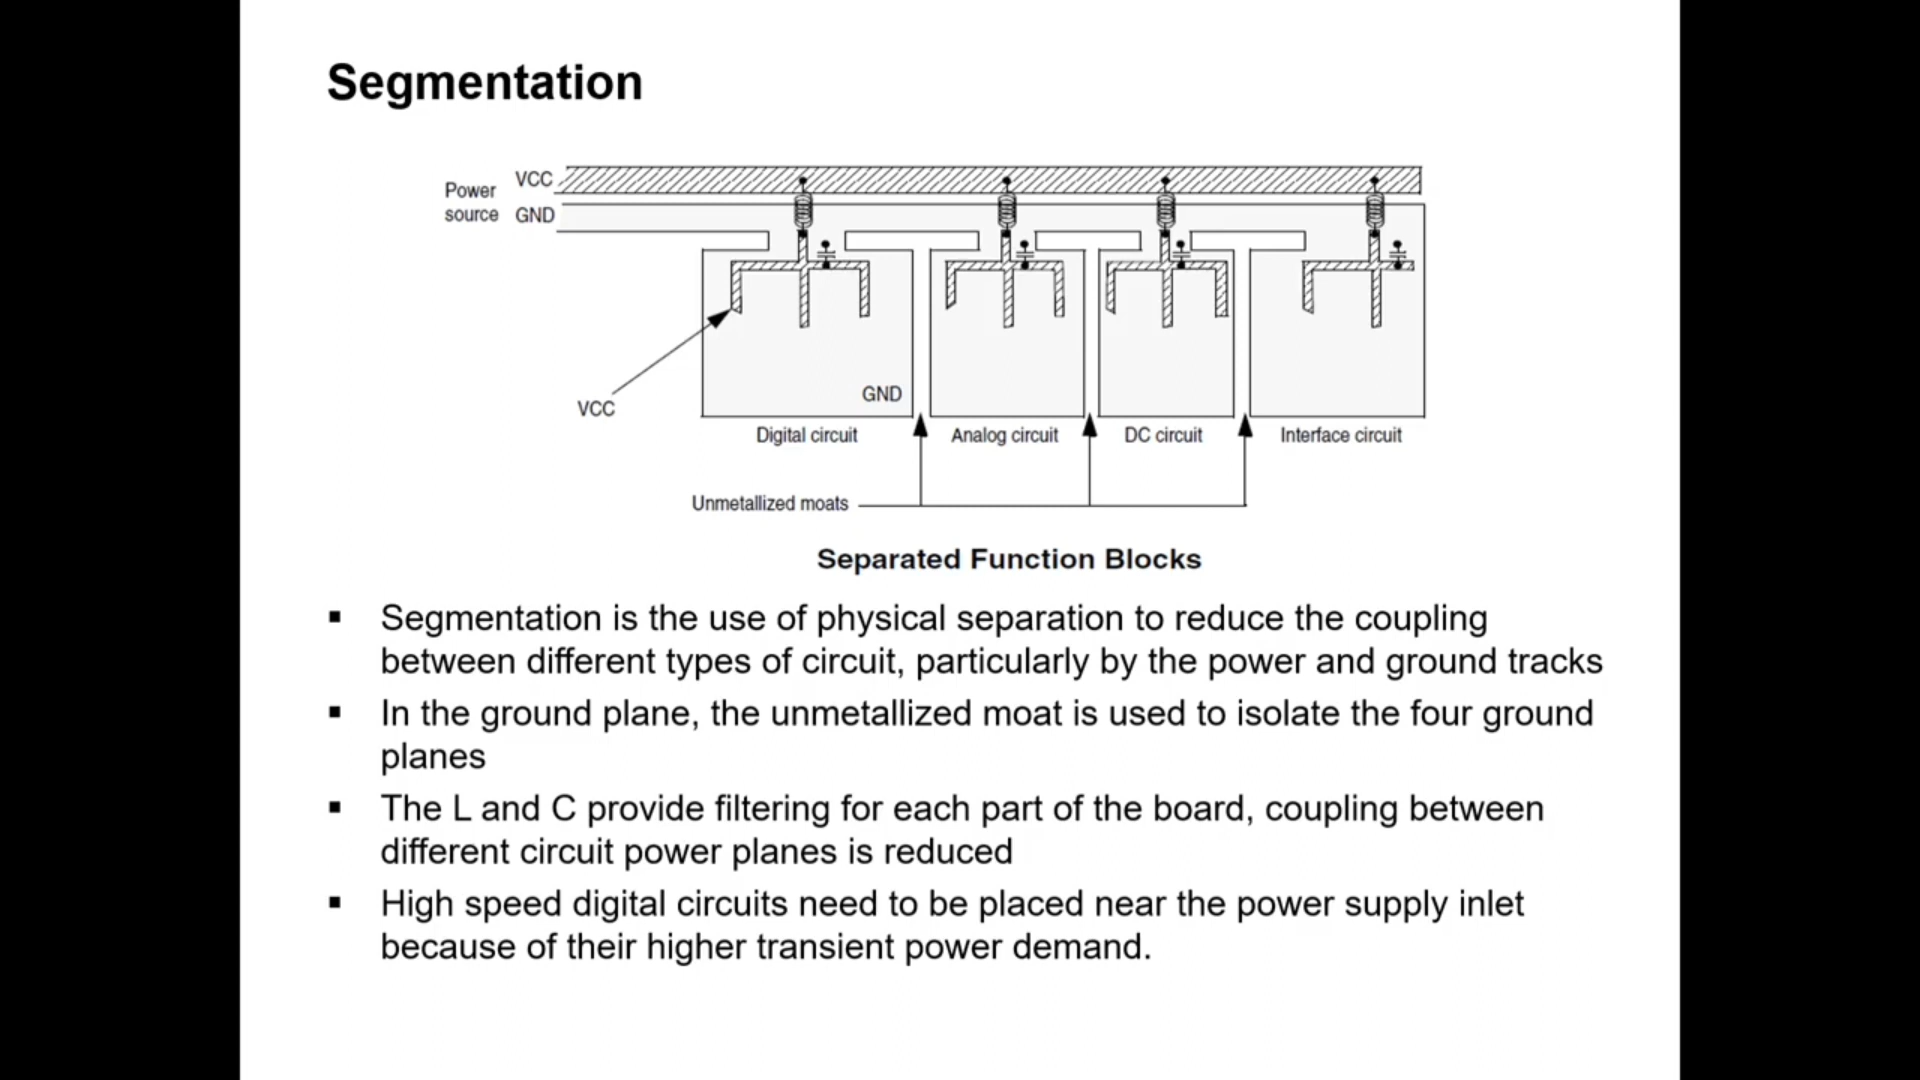 Segmentation
Power
source
VCC
GND
VCC
GND
Digital circuit
Analog circuit
DC circuit
Interface circuit
Unmetallized moats
Separated Function Blocks
▪ Segmentation is the use of physical separation to reduce the coupling
between different types of circuit, particularly by the power and ground tracks
▪ In the ground plane, the unmetallized moat is used to isolate the four ground
planes
▪ The L and C provide filtering for each part of the board, coupling between
different circuit power planes is reduced
▪ High speed digital circuits need to be placed near the power supply inlet
because of their higher transient power demand.